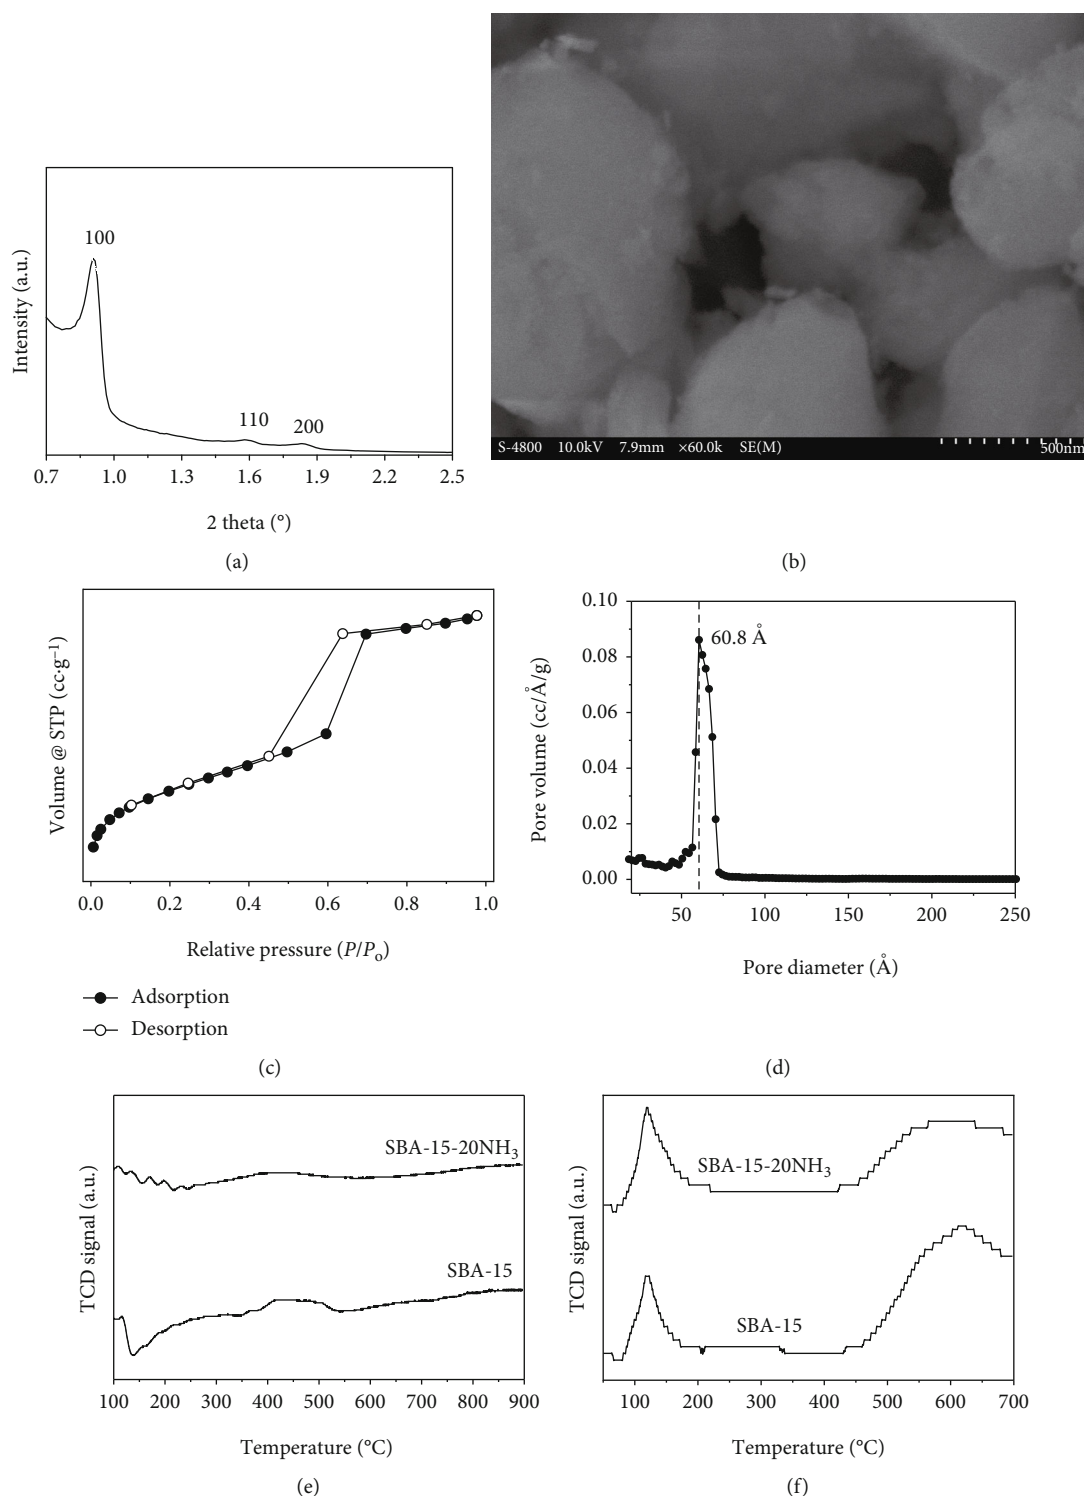 Intensity (a.u.)
100
110
200
0.7 1.0 1.3 1.6 1.9 2.2 2.5
2 theta (°)
(a)
S-4800 10.0kV 7.9mm ×60.0k SE(M)
500nm
(b)
Volume @ STP (cc·g⁻¹)
0.0 0.2 0.4 0.6 0.8 1.0
Relative pressure (P/Pₒ)
Adsorption
Desorption
(c)
Pore volume (cc/Å/g)
0.10
0.08
0.06
0.04
0.02
0.00
60.8 Å
50 100 150 200 250
Pore diameter (Å)
(d)
TCD signal (a.u.)
SBA-15-20NH₃
SBA-15
100 200 300 400 500 600 700 800 900
Temperature (°C)
(e)
TCD signal (a.u.)
SBA-15-20NH₃
SBA-15
100 200 300 400 500 600 700
Temperature (°C)
(f)